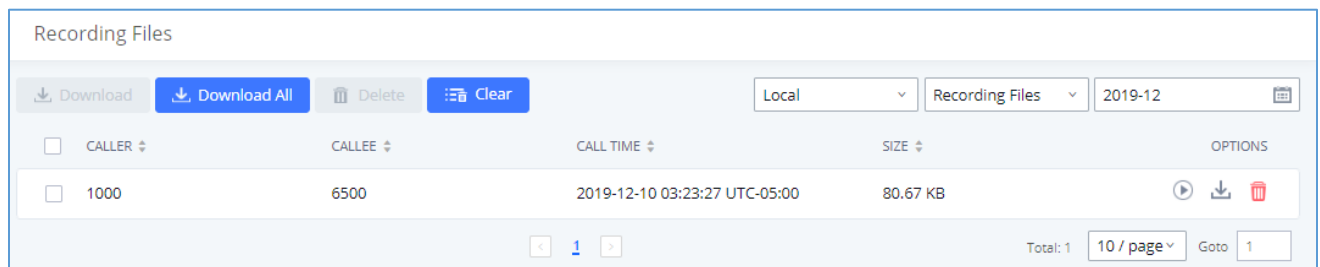 Recording Files
Download Download All Delete Clear Local Recording Files 2019-12
CALLER CALLEE CALL TIME SIZE OPTIONS
1000 6500 2019-12-10 03:23:27 UTC-05:00 80.67 KB
1 Total: 1 10 / page Goto 1